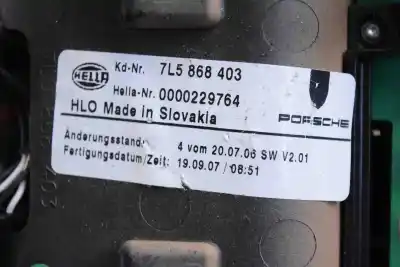 HELLA Kd-Nr. 7L5 868 403
Hella-Nr. 0000229764
HLO Made in Slovakia PORSCHE
Änderungsstand: 4 vom 20.07.06 SW V2.01
Fertigungsdatum/Zeit: 19.09.07 / 08:51